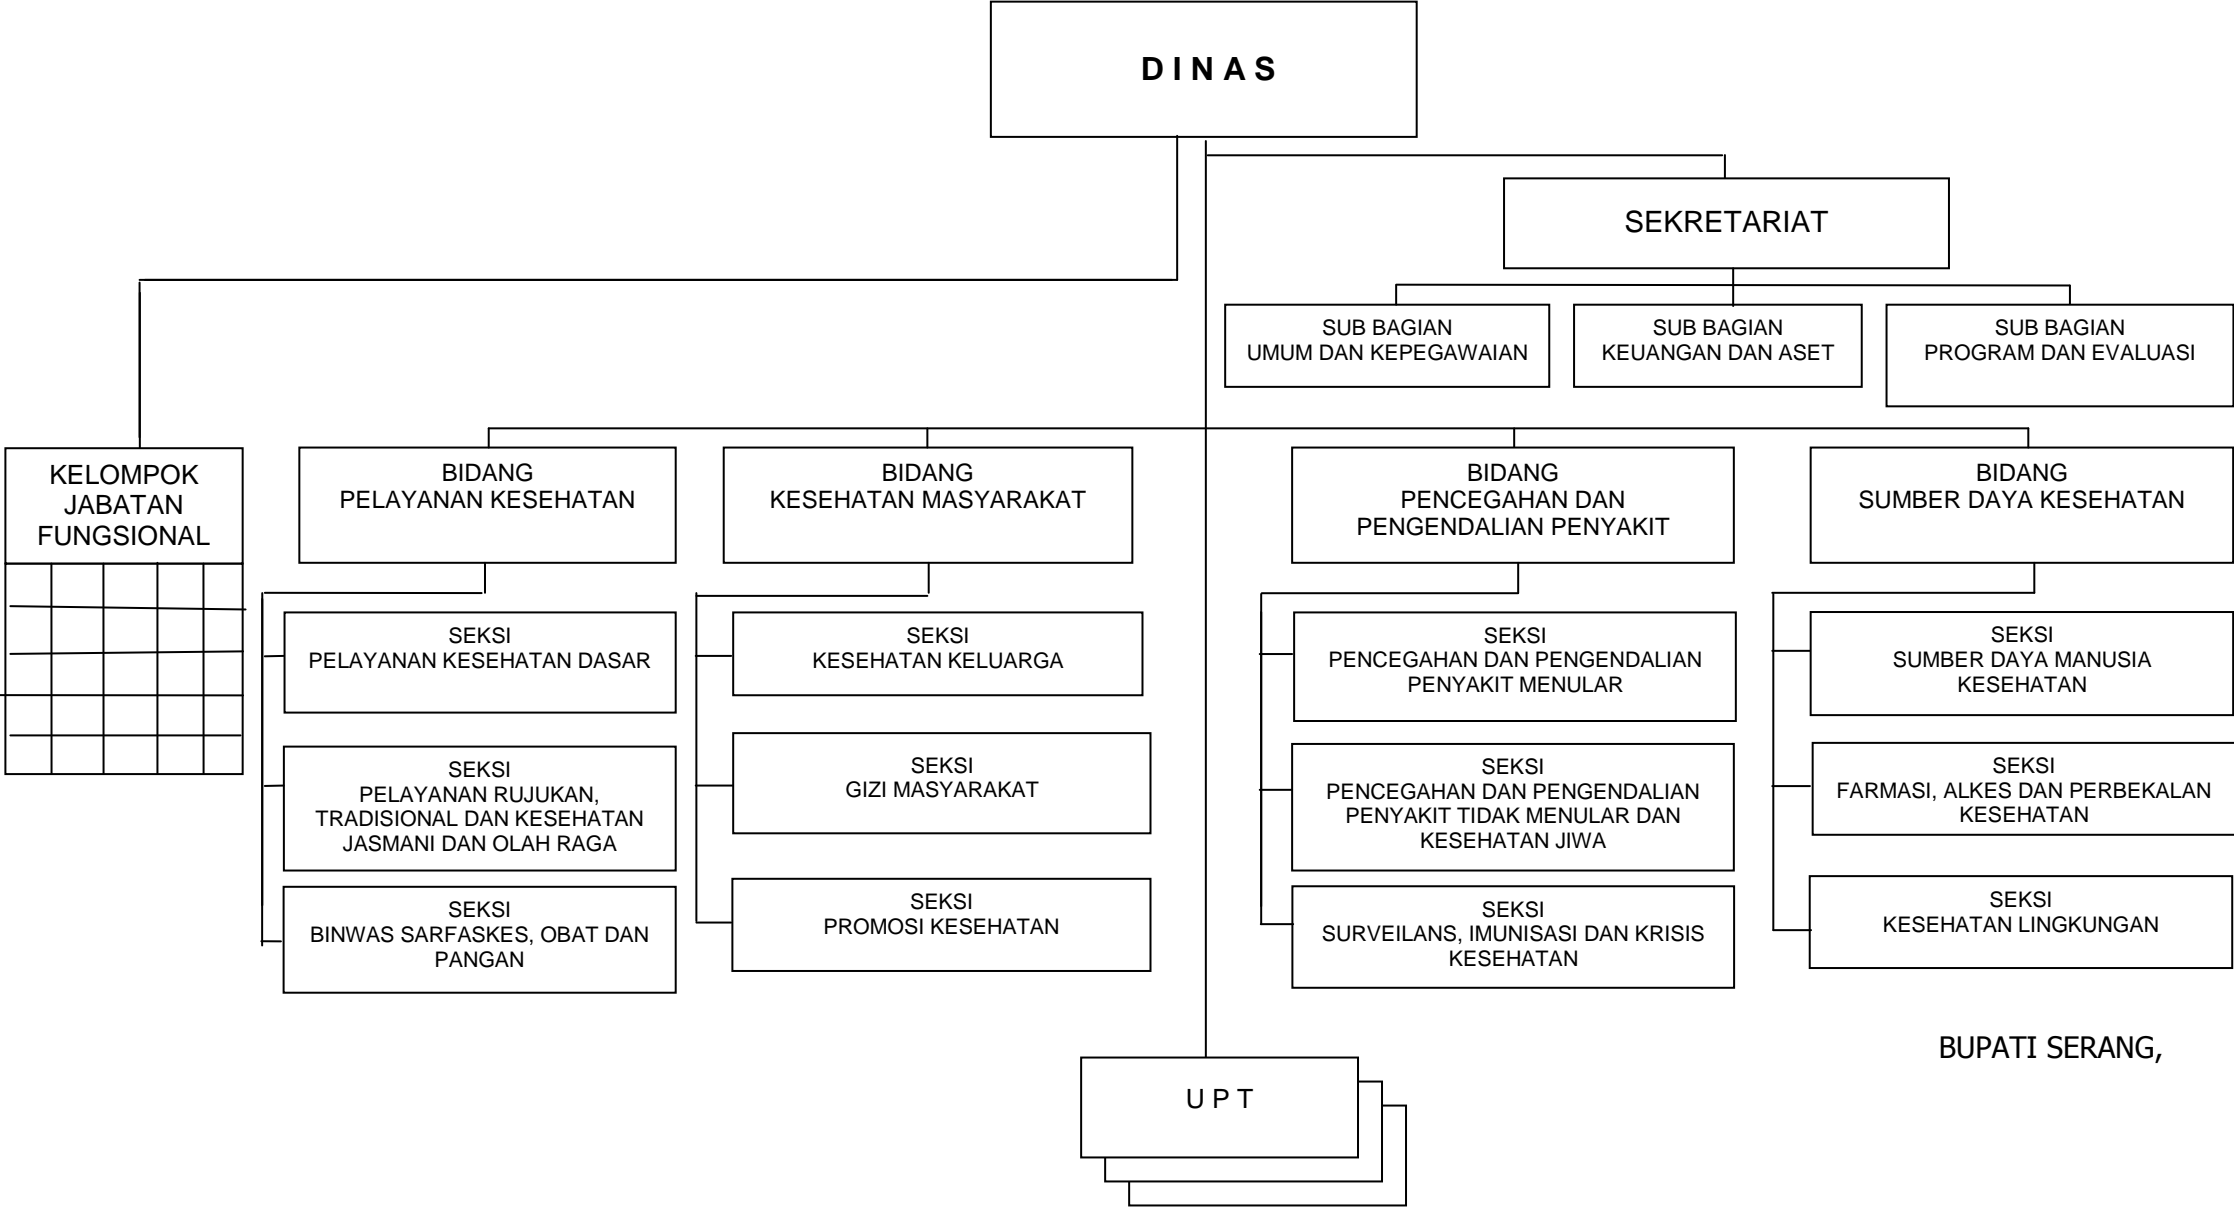 D I N A S
SEKRETARIAT
SUB BAGIAN
UMUM DAN KEPEGAWAIAN
SUB BAGIAN
KEUANGAN DAN ASET
SUB BAGIAN
PROGRAM DAN EVALUASI
KELOMPOK
JABATAN
FUNGSIONAL
BIDANG
PELAYANAN KESEHATAN
BIDANG
KESEHATAN MASYARAKAT
BIDANG
PENCEGAHAN DAN
PENGENDALIAN PENYAKIT
BIDANG
SUMBER DAYA KESEHATAN
SEKSI
PELAYANAN KESEHATAN DASAR
SEKSI
KESEHATAN KELUARGA
SEKSI
PENCEGAHAN DAN PENGENDALIAN
PENYAKIT MENULAR
SEKSI
SUMBER DAYA MANUSIA
KESEHATAN
SEKSI
PELAYANAN RUJUKAN,
TRADISIONAL DAN KESEHATAN
JASMANI DAN OLAH RAGA
SEKSI
GIZI MASYARAKAT
SEKSI
PENCEGAHAN DAN PENGENDALIAN
PENYAKIT TIDAK MENULAR DAN
KESEHATAN JIWA
SEKSI
FARMASI, ALKES DAN PERBEKALAN
KESEHATAN
SEKSI
BINWAS SARFASKES, OBAT DAN
PANGAN
SEKSI
PROMOSI KESEHATAN
SEKSI
SURVEILANS, IMUNISASI DAN KRISIS
KESEHATAN
SEKSI
KESEHATAN LINGKUNGAN
BUPATI SERANG,
U P T